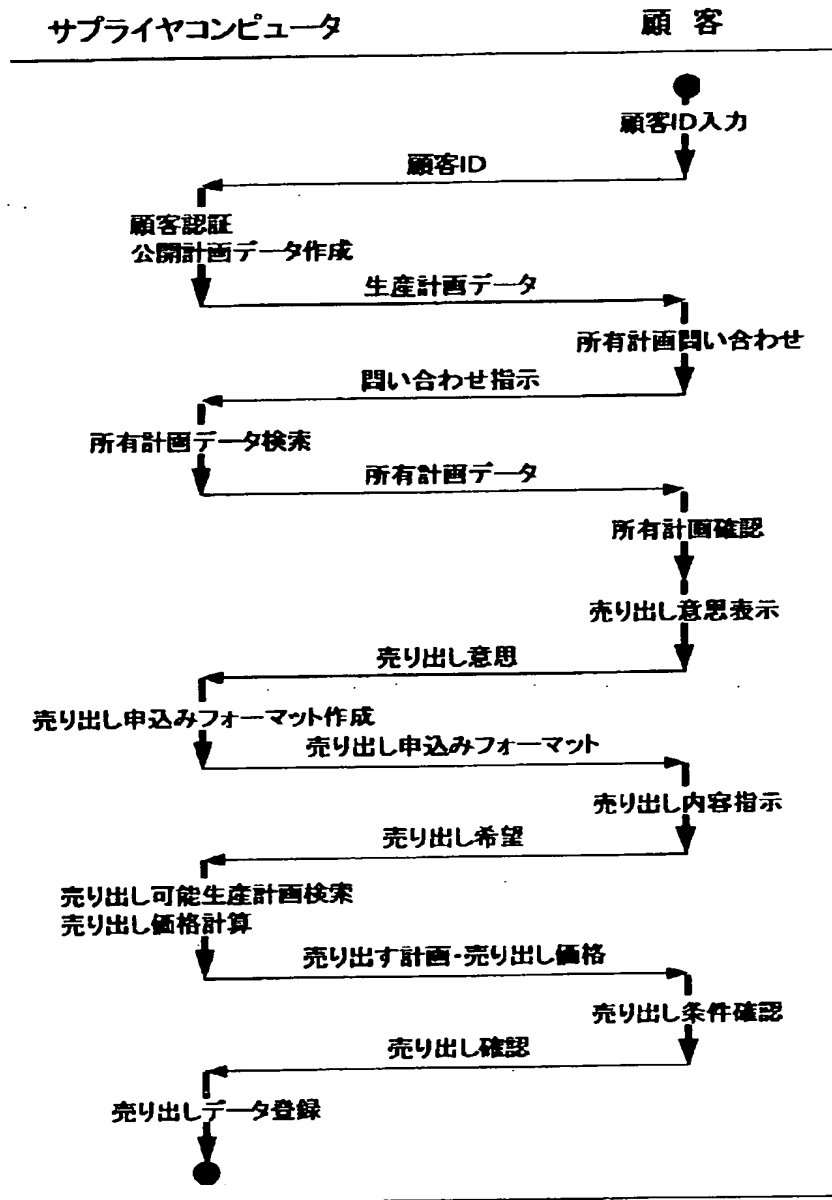 サプライヤコンピュータ
顧 客
顧客ID入力
顧客ID
顧客認証
公開計画データ作成
生産計画データ
所有計画問い合わせ
問い合わせ指示
所有計画データ検索
所有計画データ
所有計画確認
売り出し意思表示
売り出し意思
売り出し申込みフォーマット作成
売り出し申込みフォーマット
売り出し内容指示
売り出し希望
売り出し可能生産計画検索
売り出し価格計算
売り出す計画・売り出し価格
売り出し条件確認
売り出し確認
売り出しデータ登録